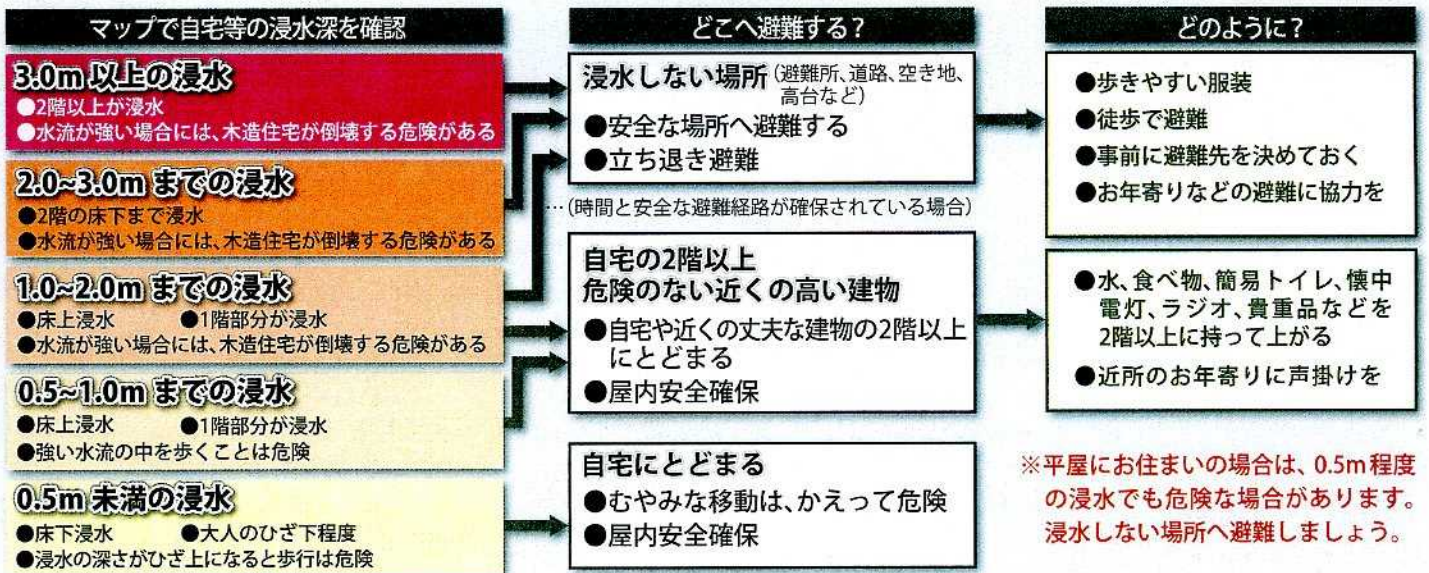 マップで自宅等の浸水深を確認
3.0m 以上の浸水
●2階以上が浸水
●水流が強い場合には、木造住宅が倒壊する危険がある
2.0~3.0m までの浸水
●2階の床下まで浸水
●水流が強い場合には、木造住宅が倒壊する危険がある
1.0~2.0m までの浸水
●床上浸水 ●1階部分が浸水
●水流が強い場合には、木造住宅が倒壊する危険がある
0.5~1.0m までの浸水
●床上浸水 ●1階部分が浸水
●強い水流の中を歩くことは危険
0.5m 未満の浸水
●床下浸水 ●大人のひざ下程度
●浸水の深さがひざ上になると歩行は危険
どこへ避難する?
浸水しない場所(避難所、道路、空き地、
高台など)
●安全な場所へ避難する
●立ち退き避難
…(時間と安全な避難経路が確保されている場合)
自宅の2階以上
危険のない近くの高い建物
●自宅や近くの丈夫な建物の2階以上
にとどまる
●屋内安全確保
自宅にとどまる
●むやみな移動は、かえって危険
●屋内安全確保
どのように?
●歩きやすい服装
●徒歩で避難
●事前に避難先を決めておく
●お年寄りなどの避難に協力を
●水、食べ物、簡易トイレ、懐中
電灯、ラジオ、貴重品などを
2階以上に持って上がる
●近所のお年寄りに声掛けを
※平屋にお住まいの場合は、0.5m程度
の浸水でも危険な場合があります。
浸水しない場所へ避難しましょう。